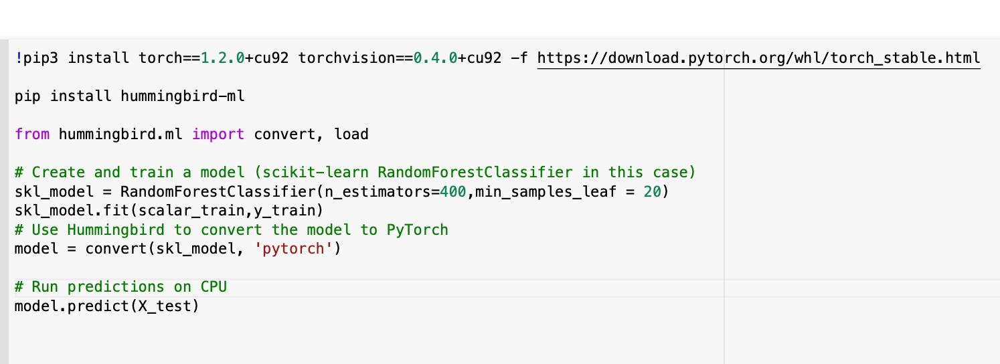 !pip3 install torch==1.2.0+cu92 torchvision==0.4.0+cu92 -f https://download.pytorch.org/whl/torch_stable.html
pip install hummingbird-ml
from hummingbird.ml import convert, load
# Create and train a model (scikit-learn RandomForestClassifier in this case)
skl_model = RandomForestClassifier(n_estimators=400,min_samples_leaf = 20)
skl_model.fit(scalar_train,y_train)
# Use Hummingbird to convert the model to PyTorch
model = convert(skl_model, 'pytorch')
# Run predictions on CPU
model.predict(X_test)